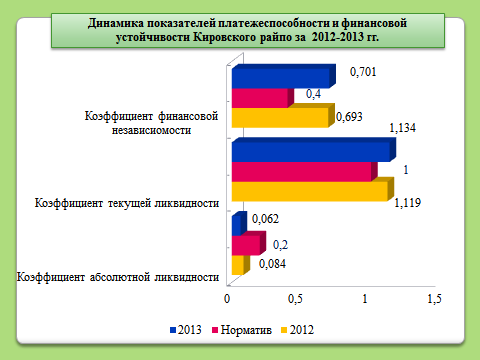 Динамика показателей платежеспособности и финансовой
устойчивости Кировского райпо за 2012-2013 гг.
0,701
0,4
Коэффициент финансовой
независиомости
0,693
1,134
1
Коэффициент текущей ликвидности
1,119
0,062
0,2
0,084
Коэффициент абсолютной ликвидности
0
0,5
1
1,5
2013
Норматив
2012